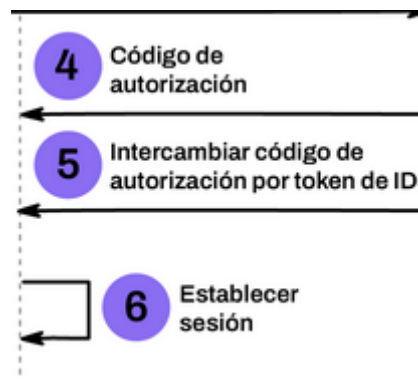 4
Código de
autorización
5
Intercambiar código de
autorización por token de ID
6
Establecer
sesión